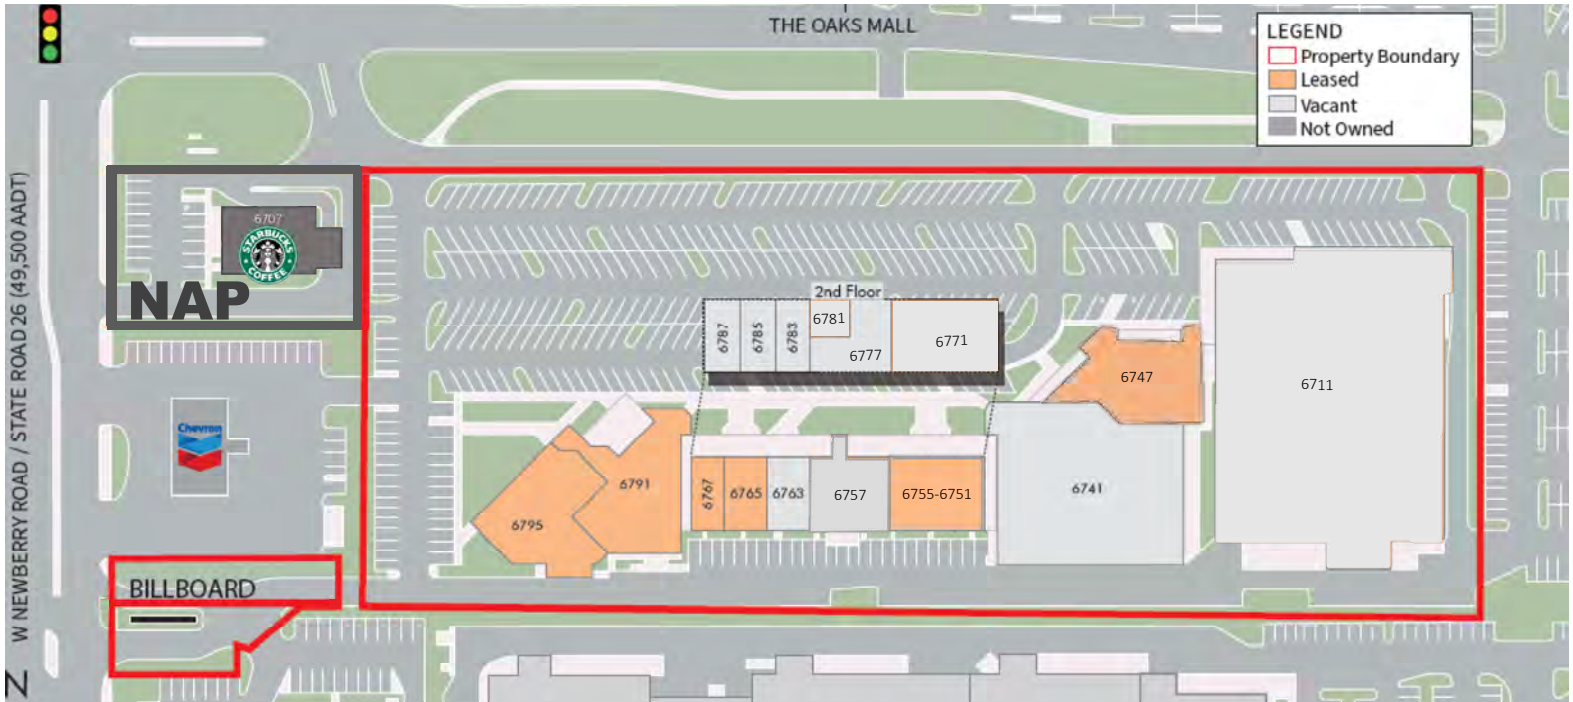 THE OAKS MALL
LEGEND
Property Boundary
Leased
Vacant
Not Owned
W NEWBERRY ROAD / STATE ROAD 26 (49,500 AADT)
6707
STARBUCKS
COFFEE
NAP
2nd Floor
6787
6785
6783
6781
6777
6771
6747
6711
Chevron
6791
6795
6767
6765
6763
6757
6755-6751
6741
BILLBOARD
N